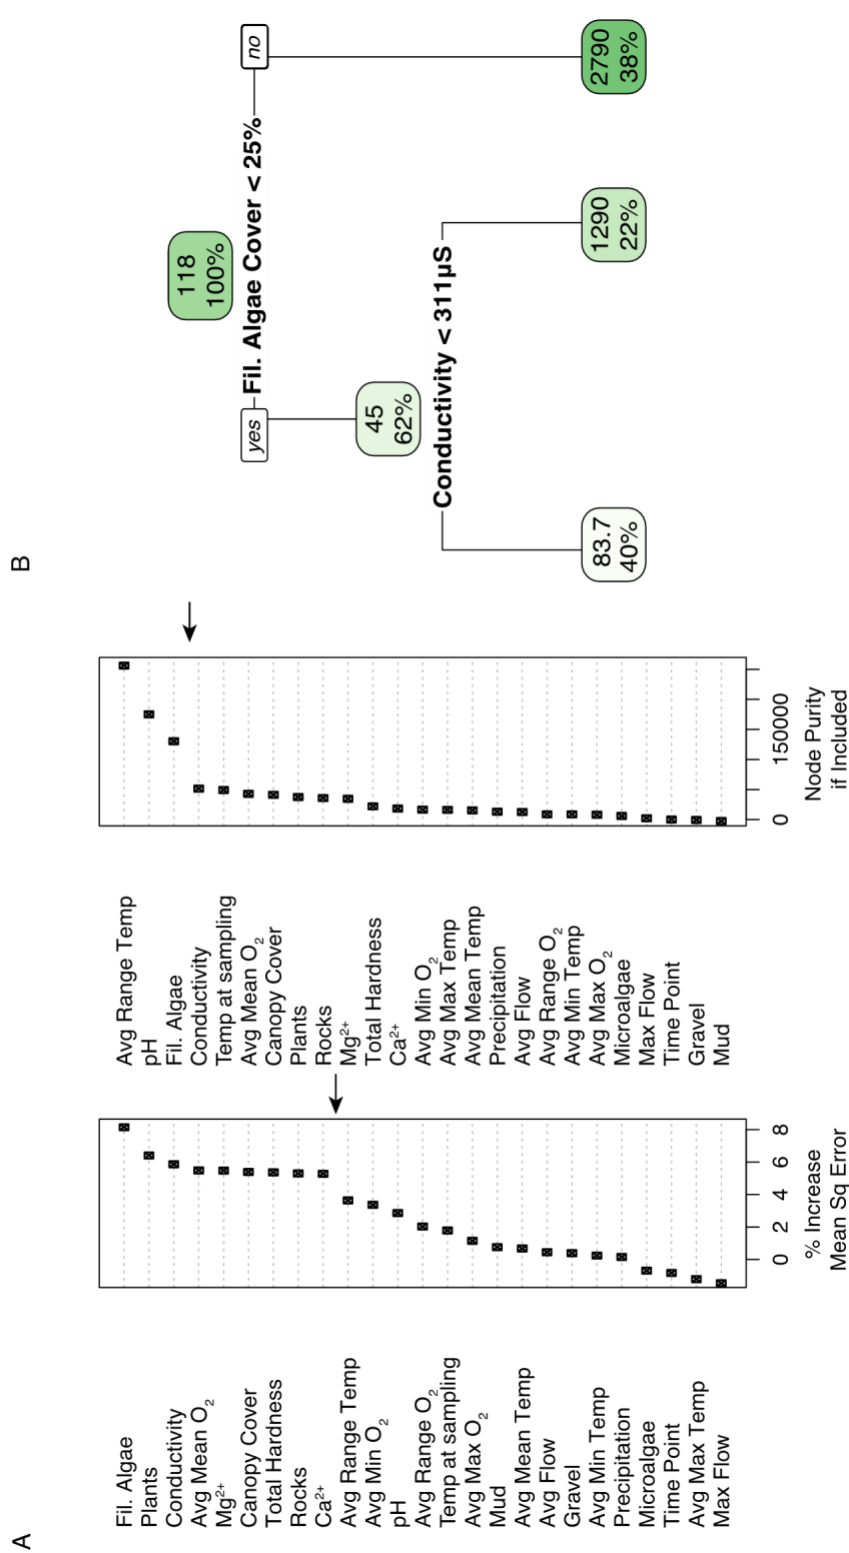 A
Fil. Algae
Plants
Conductivity
Avg Mean O₂
Mg²⁺
Canopy Cover
Total Hardness
Rocks
Ca²⁺
Avg Range Temp
Avg Min O₂
pH
Avg Range O₂
Temp at sampling
Avg Max O₂
Mud
Avg Mean Temp
Avg Flow
Gravel
Avg Min Temp
Precipitation
Microalgae
Time Point
Avg Max Temp
Max Flow
0 2 4 6 8
% Increase
Mean Sq Error
Avg Range Temp
pH
Fil. Algae
Conductivity
Temp at sampling
Avg Mean O₂
Canopy Cover
Plants
Rocks
Mg²⁺
Total Hardness
Ca²⁺
Avg Min O₂
Avg Max Temp
Avg Mean Temp
Precipitation
Avg Flow
Avg Range O₂
Avg Min Temp
Avg Max O₂
Microalgae
Max Flow
Time Point
Gravel
Mud
0 150000
Node Purity
if Included
B
118
100%
yes Fil. Algae Cover < 25% no
45
62%
Conductivity < 311µS
83.7
40%
1290
22%
2790
38%